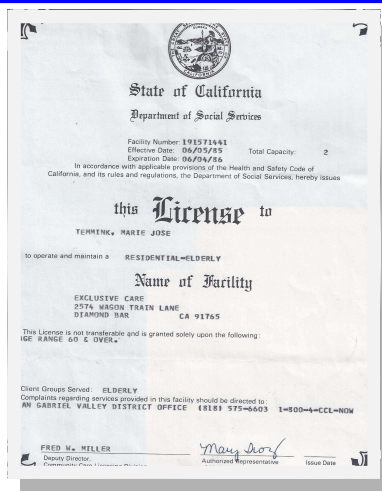 State of California
Department of Social Services
Facility Number: 191571441
Effective Date: 06/05/85 Total Capacity: 2
Expiration Date: 06/04/86
In accordance with applicable provisions of the Health and Safety Code of
California, and its rules and regulations, the Department of Social Services, hereby issues
this License to
TEMMINK, MARIE JOSE
to operate and maintain a RESIDENTIAL-ELDERLY
Name of Facility
EXCLUSIVE CARE
2574 WAGON TRAIN LANE
DIAMOND BAR CA 91765
This License is not transferable and is granted solely upon the following:
GE RANGE 60 & OVER.
Client Groups Served: ELDERLY
Complaints regarding services provided in this facility should be directed to:
AN GABRIEL VALLEY DISTRICT OFFICE (818) 575-6603 1-800-4-CCL-NOW
FRED W. MILLER
Deputy Director, Authorized Representative Issue Date
Community Care Licensing Division